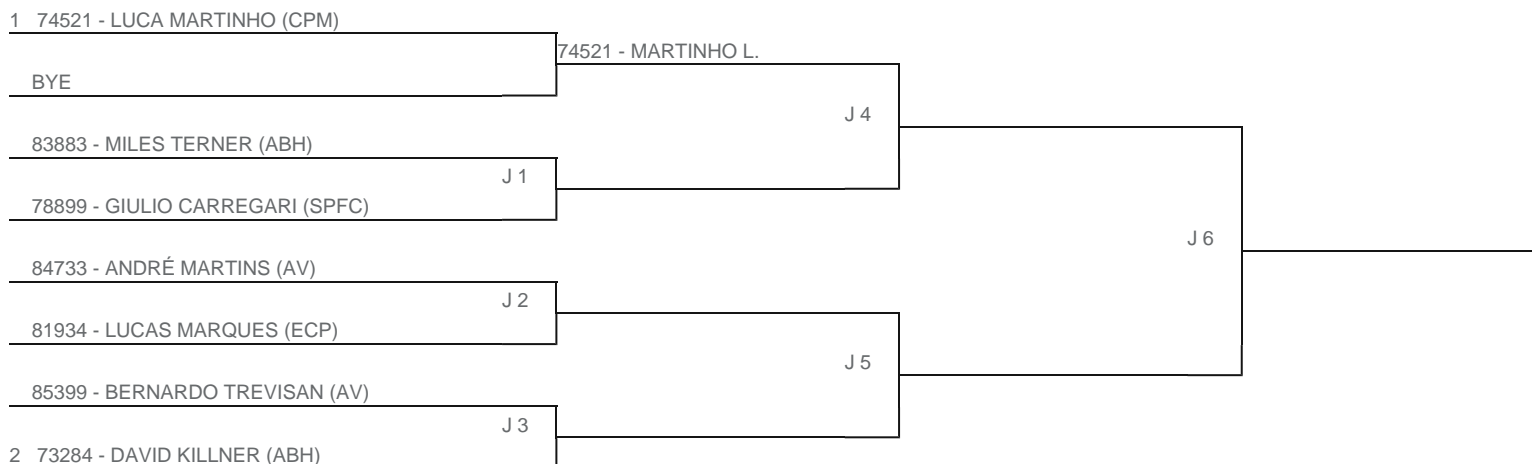 1 74521 - LUCA MARTINHO (CPM)
74521 - MARTINHO L.
BYE
J 4
83883 - MILES TERNER (ABH)
J 1
78899 - GIULIO CARREGARI (SPFC)
J 6
84733 - ANDRÉ MARTINS (AV)
J 2
81934 - LUCAS MARQUES (ECP)
J 5
85399 - BERNARDO TREVISAN (AV)
J 3
2 73284 - DAVID KILLNER (ABH)